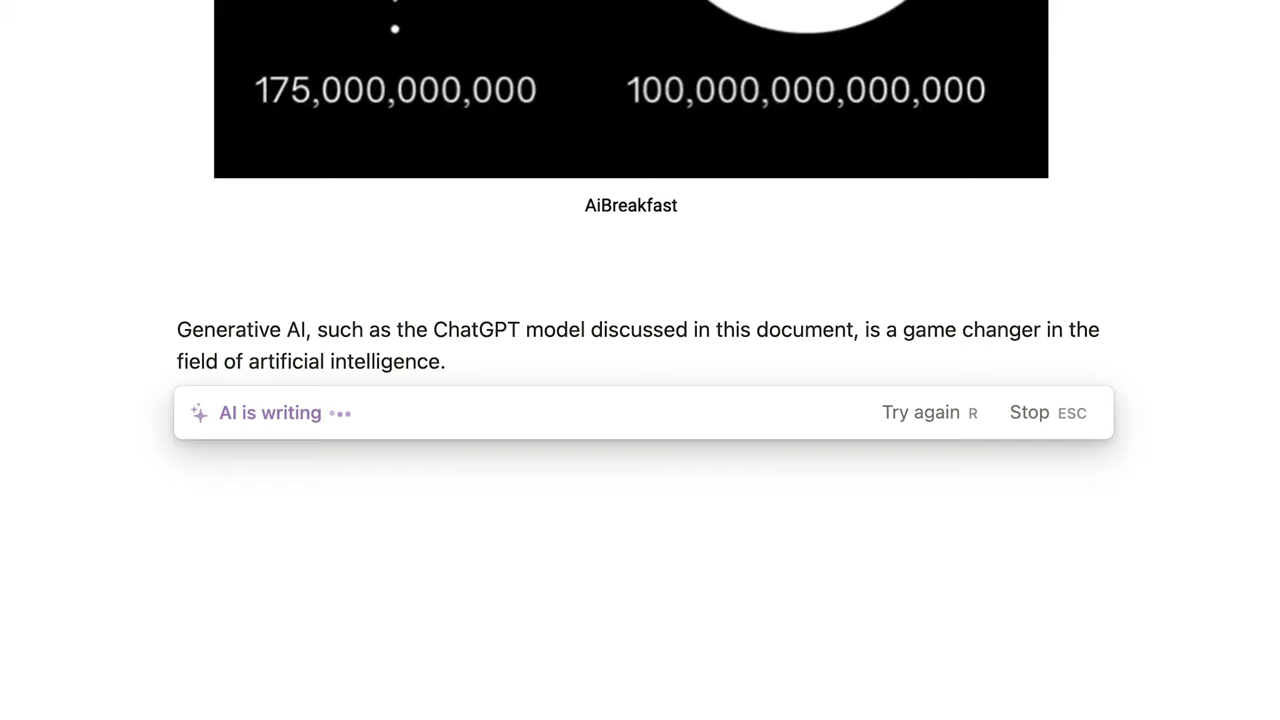 175,000,000,000 100,000,000,000,000
AiBreakfast
Generative AI, such as the ChatGPT model discussed in this document, is a game changer in the
field of artificial intelligence.
AI is writing Try again R Stop ESC